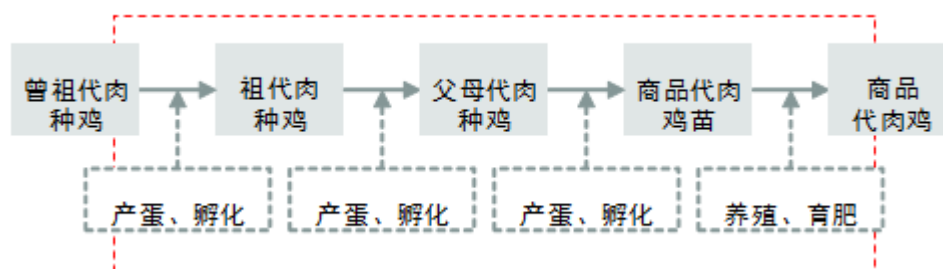 曾祖代肉
种鸡
祖代肉
种鸡
父母代肉
种鸡
商品代肉
鸡苗
商品
代肉鸡
产蛋、孵化
产蛋、孵化
产蛋、孵化
养殖、育肥